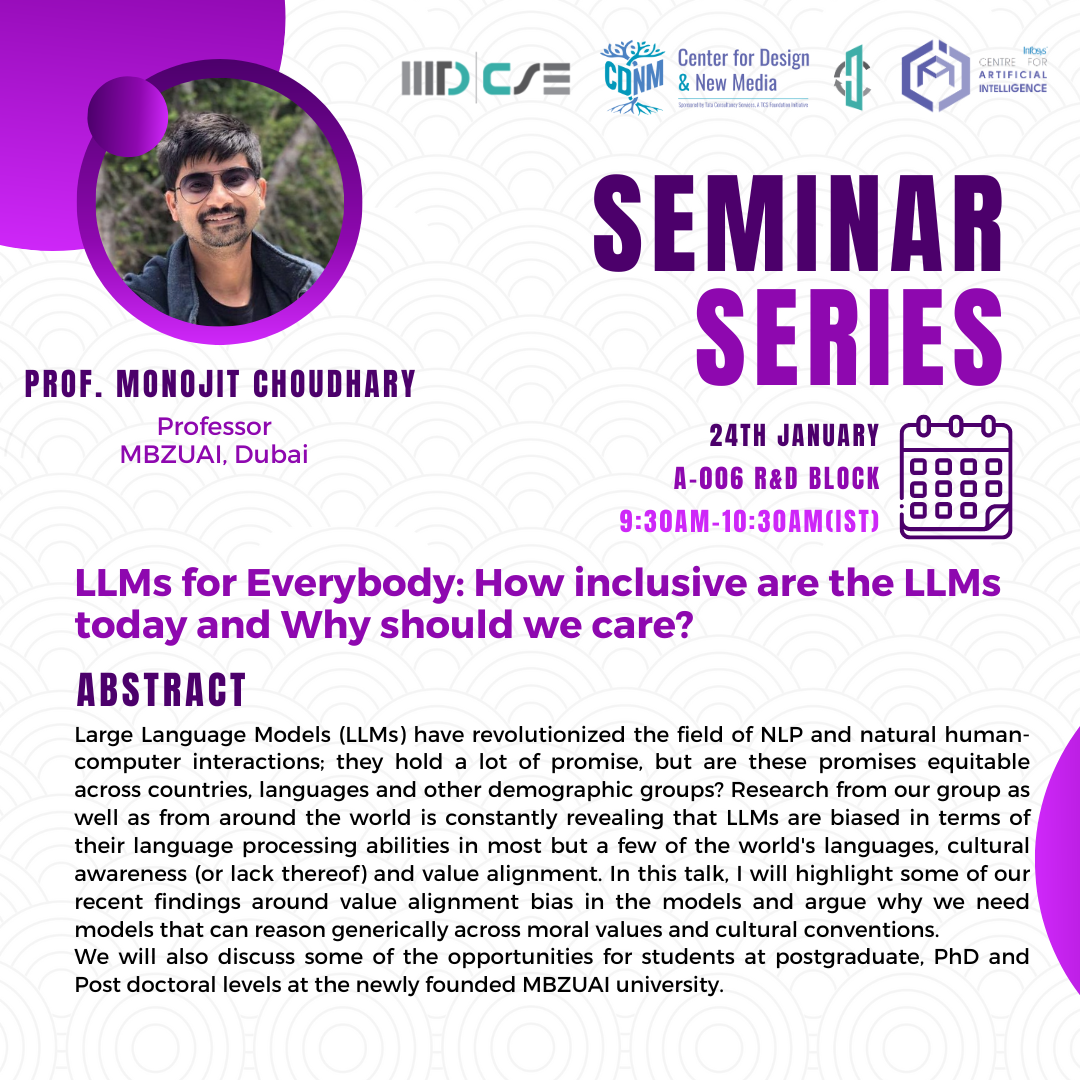 IIID CSE
CDNM
Center for Design
& New Media
Sponsored by Tata Consultancy Services, A TCS Foundation Initiative
Infosys
CENTRE FOR
ARTIFICIAL
INTELLIGENCE
SEMINAR
SERIES
PROF. MONOJIT CHOUDHARY
Professor
MBZUAI, Dubai
24TH JANUARY
A-006 R&D BLOCK
9:30AM-10:30AM(IST)
LLMs for Everybody: How inclusive are the LLMs
today and Why should we care?
ABSTRACT
Large Language Models (LLMs) have revolutionized the field of NLP and natural human-
computer interactions; they hold a lot of promise, but are these promises equitable
across countries, languages and other demographic groups? Research from our group as
well as from around the world is constantly revealing that LLMs are biased in terms of
their language processing abilities in most but a few of the world's languages, cultural
awareness (or lack thereof) and value alignment. In this talk, I will highlight some of our
recent findings around value alignment bias in the models and argue why we need
models that can reason generically across moral values and cultural conventions.
We will also discuss some of the opportunities for students at postgraduate, PhD and
Post doctoral levels at the newly founded MBZUAI university.